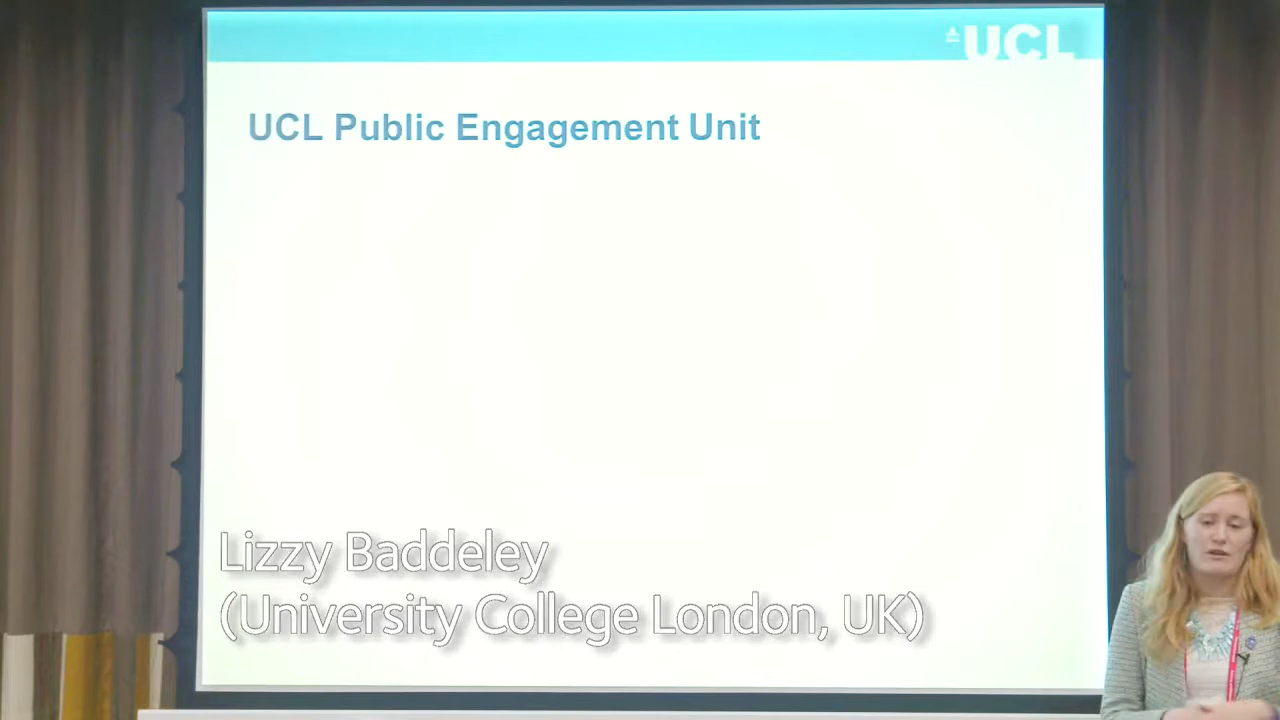 UCL
UCL Public Engagement Unit
Lizzy Baddeley
(University College London, UK)